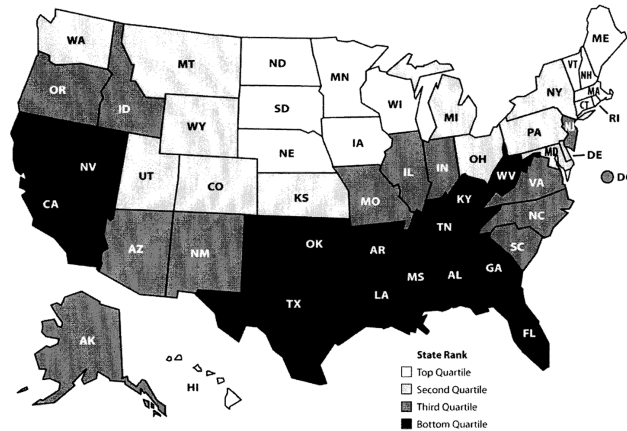 ME
WA
MT
ND
MN
VT
NH
OR
ID
SD
WI
NY
MA
CT
RI
WY
MI
IA
PA
NJ
NE
OH
MD
DE
NV
UT
CO
IL
IN
WV
VA
DC
CA
KS
MO
KY
NC
AZ
NM
OK
AR
TN
SC
MS
AL
GA
TX
LA
FL
AK
HI
State Rank
Top Quartile
Second Quartile
Third Quartile
Bottom Quartile